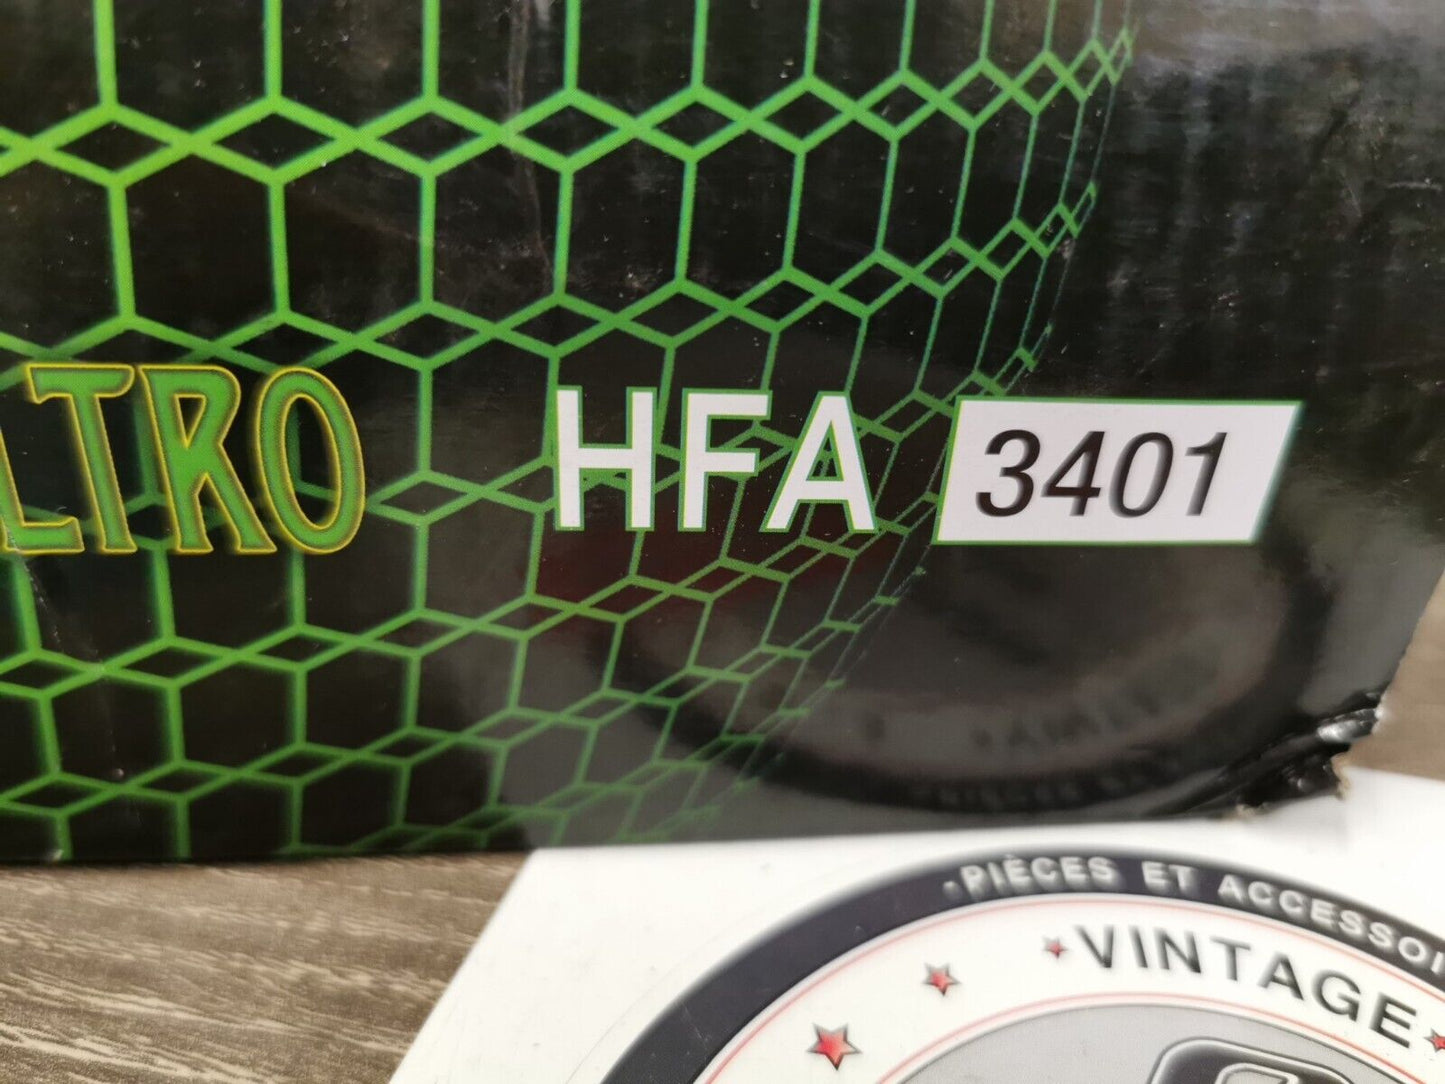 LTRO HFA 3401
·PIÈCES ET ACCESSOI
VINTAGE